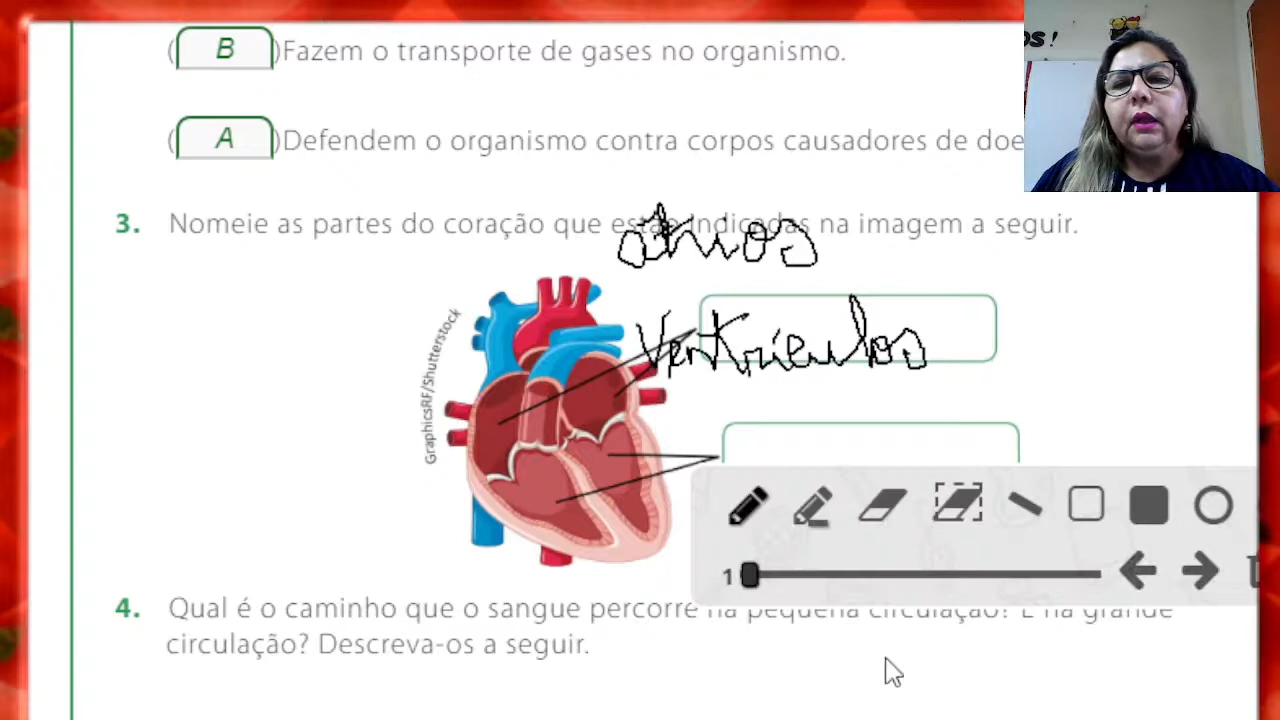 OS!
( B )Fazem o transporte de gases no organismo.
( A )Defendem o organismo contra corpos causadores de doe
3. Nomeie as partes do coração que estão indicadas na imagem a seguir.
átrios
Ventrículos
GraphicsRF/Shutterstock
1
4. Qual é o caminho que o sangue percorre na pequena circulação? E na grande
circulação? Descreva-os a seguir.